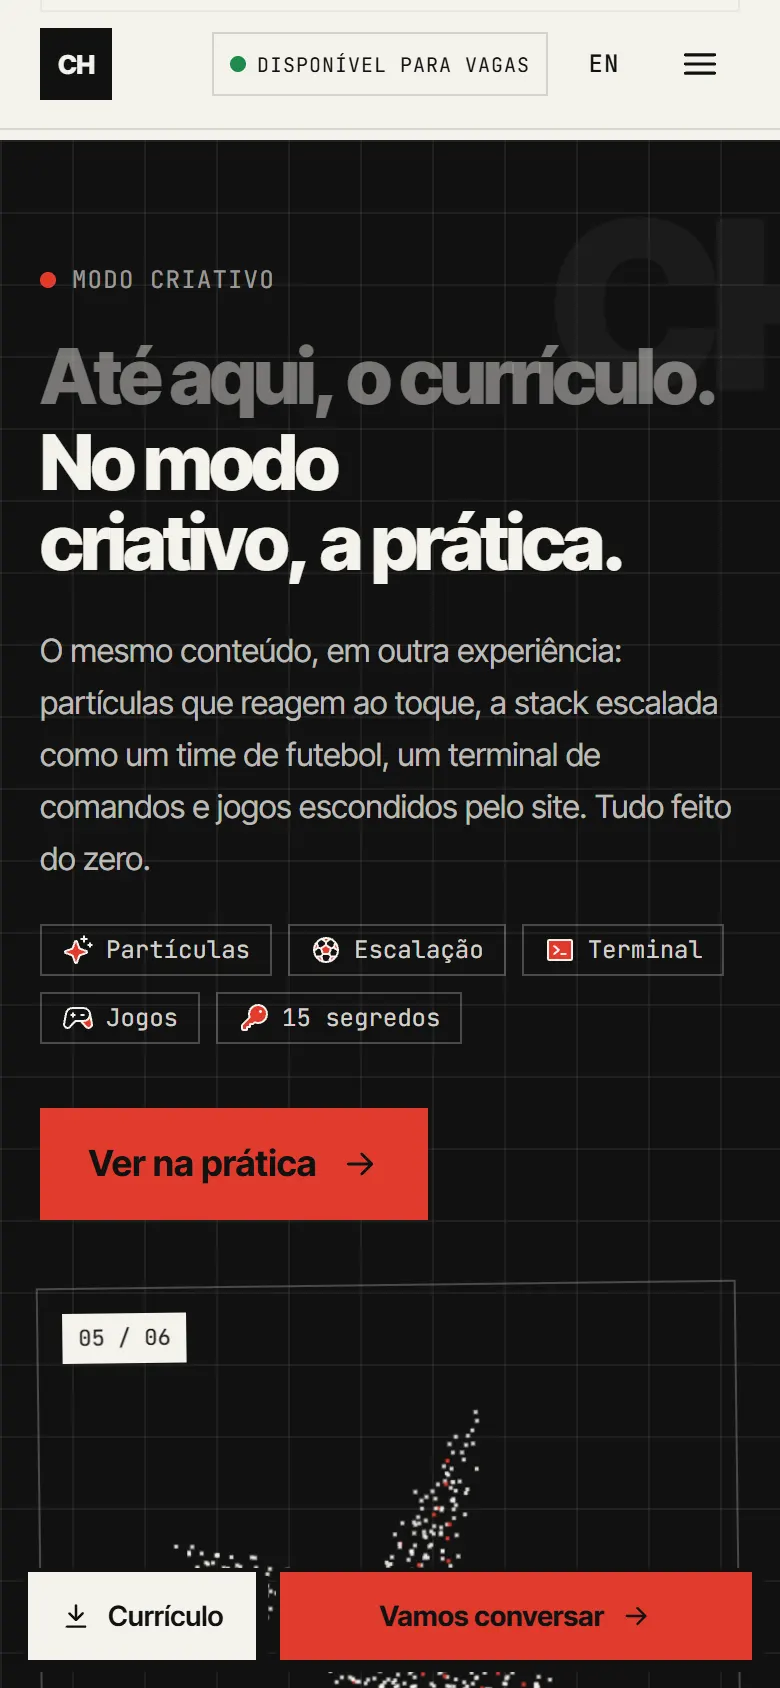 CH
DISPONÍVEL PARA VAGAS
EN
CH
MODO CRIATIVO
Até aqui, o currículo.
No modo
criativo, a prática.
O mesmo conteúdo, em outra experiência:
partículas que reagem ao toque, a stack escalada
como um time de futebol, um terminal de
comandos e jogos escondidos pelo site. Tudo feito
do zero.
Partículas
Escalação
Terminal
Jogos
15 segredos
Ver na prática →
05 / 06
Currículo
Vamos conversar →